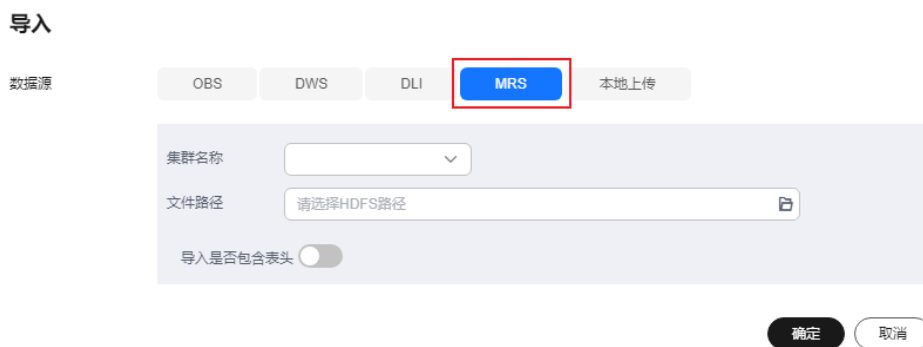 导入
数据源 OBS DWS DLI MRS 本地上传
集群名称
文件路径 请选择HDFS路径
导入是否包含表头
确定 取消